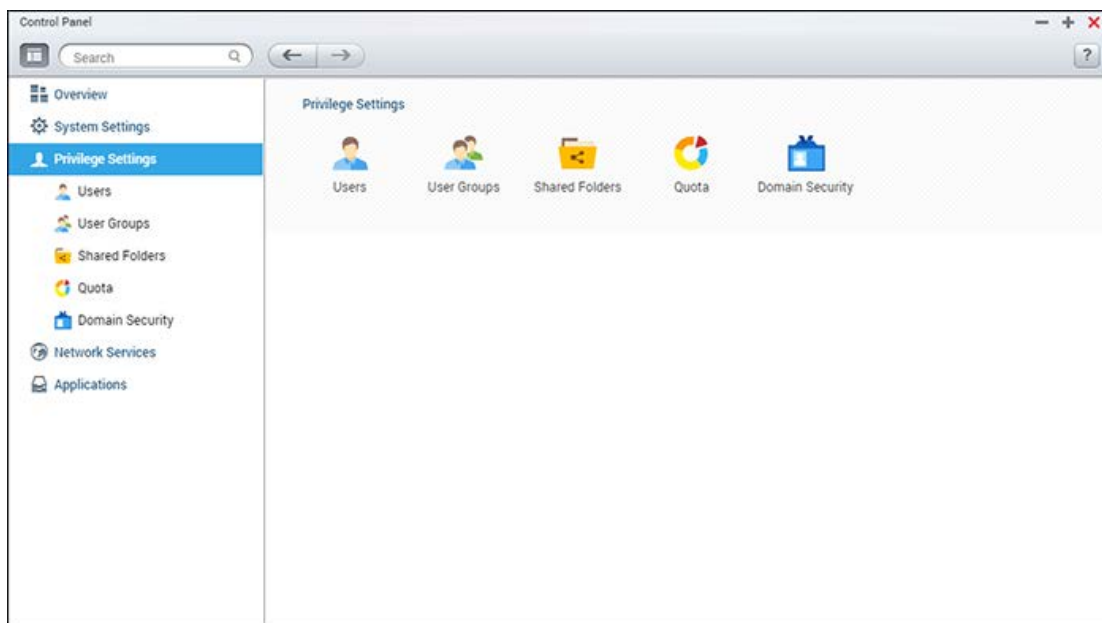 Control Panel
Search
?
Overview
System Settings
Privilege Settings
Users
User Groups
Shared Folders
Quota
Domain Security
Network Services
Applications
Privilege Settings
Users
User Groups
Shared Folders
Quota
Domain Security